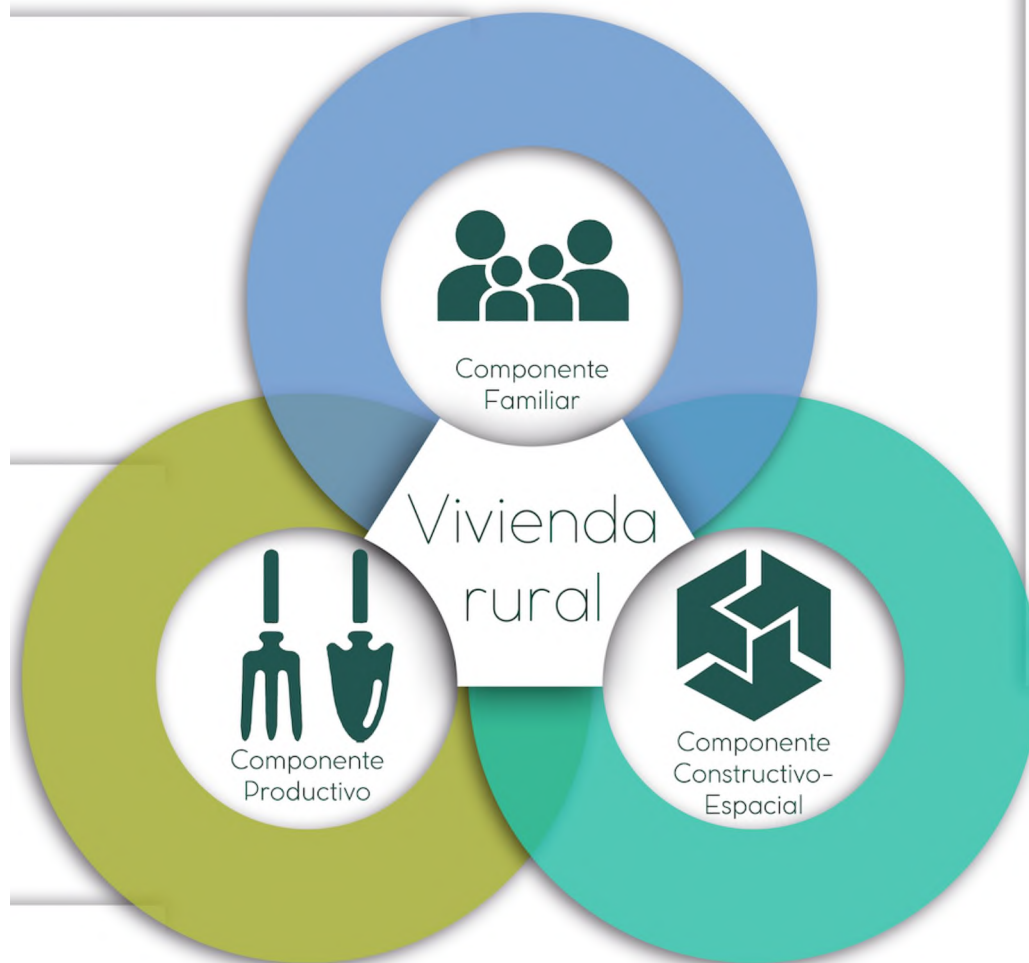 Componente
Familiar
Vivienda
rural
Componente
Productivo
Componente
Constructivo-
Espacial